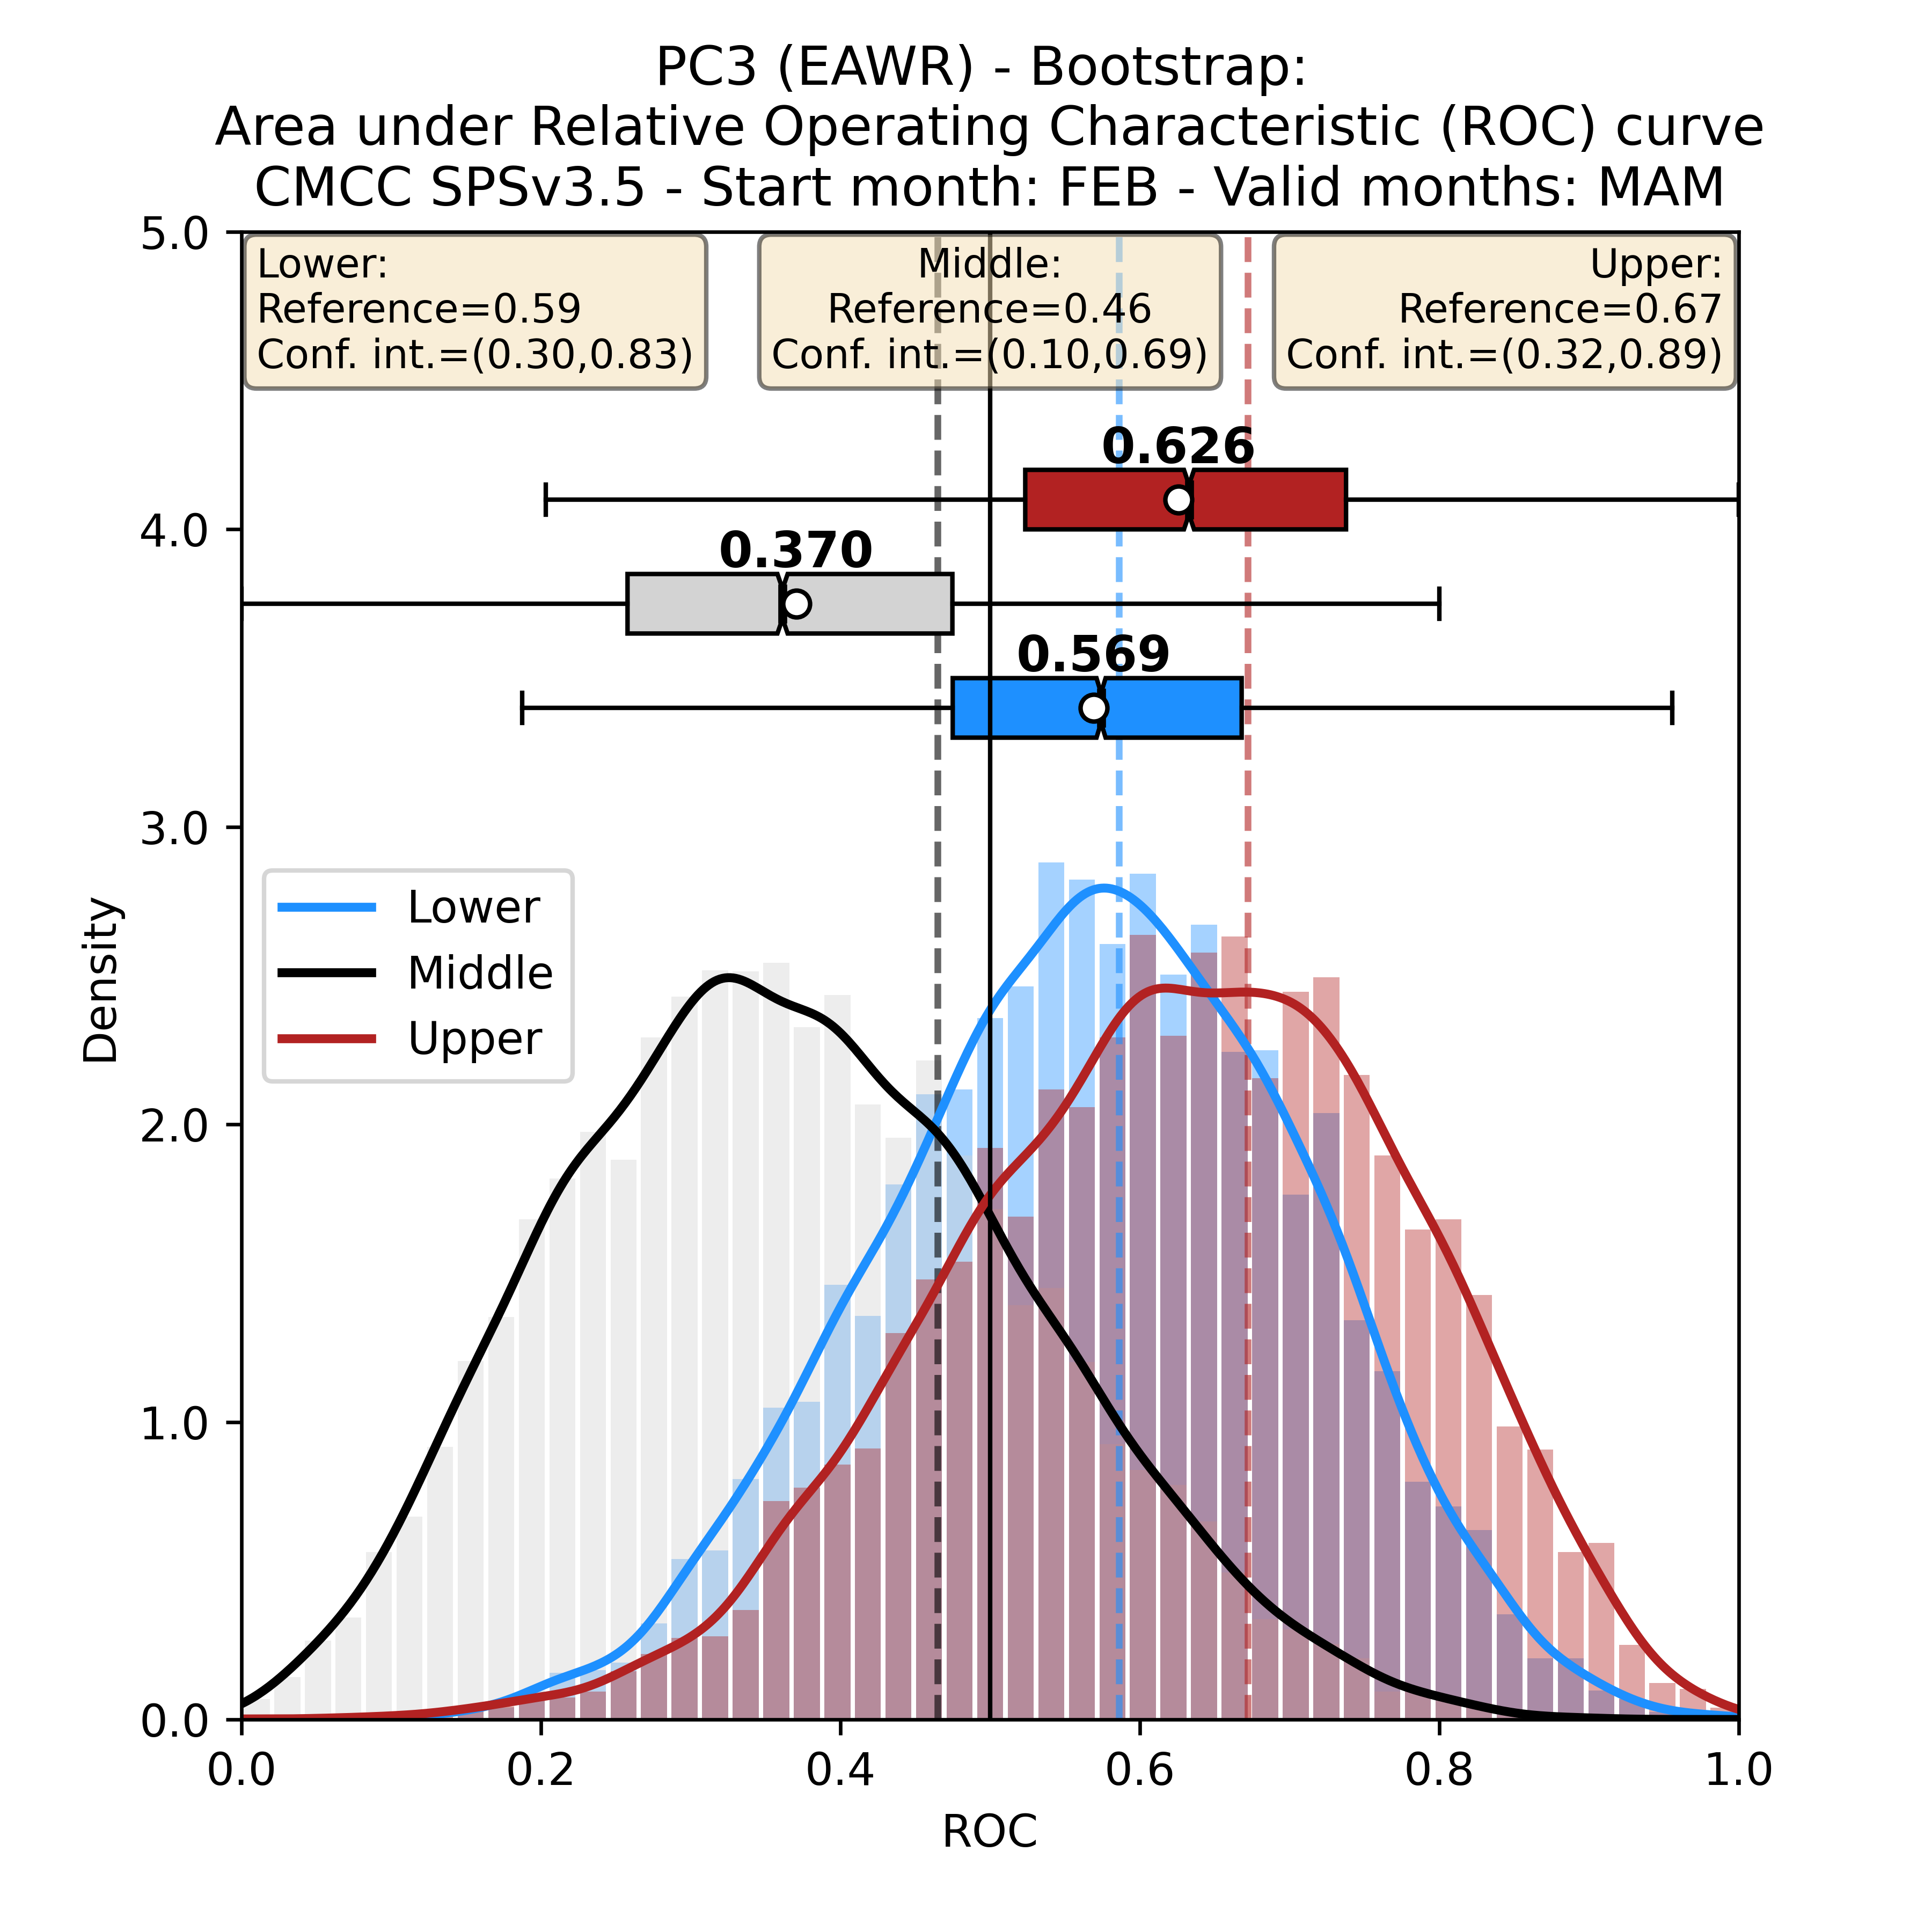 PC3 (EAWR) - Bootstrap:
Area under Relative Operating Characteristic (ROC) curve
CMCC SPSv3.5 - Start month: FEB - Valid months: MAM
Lower:
Reference=0.59
Conf. int.=(0.30,0.83)
Middle:
Reference=0.46
Conf. int.=(0.10,0.69)
Upper:
Reference=0.67
Conf. int.=(0.32,0.89)
0.626
0.370
0.569
5.0
4.0
3.0
2.0
1.0
0.0
Density
Lower
Middle
Upper
0.0 0.2 0.4 0.6 0.8 1.0
ROC